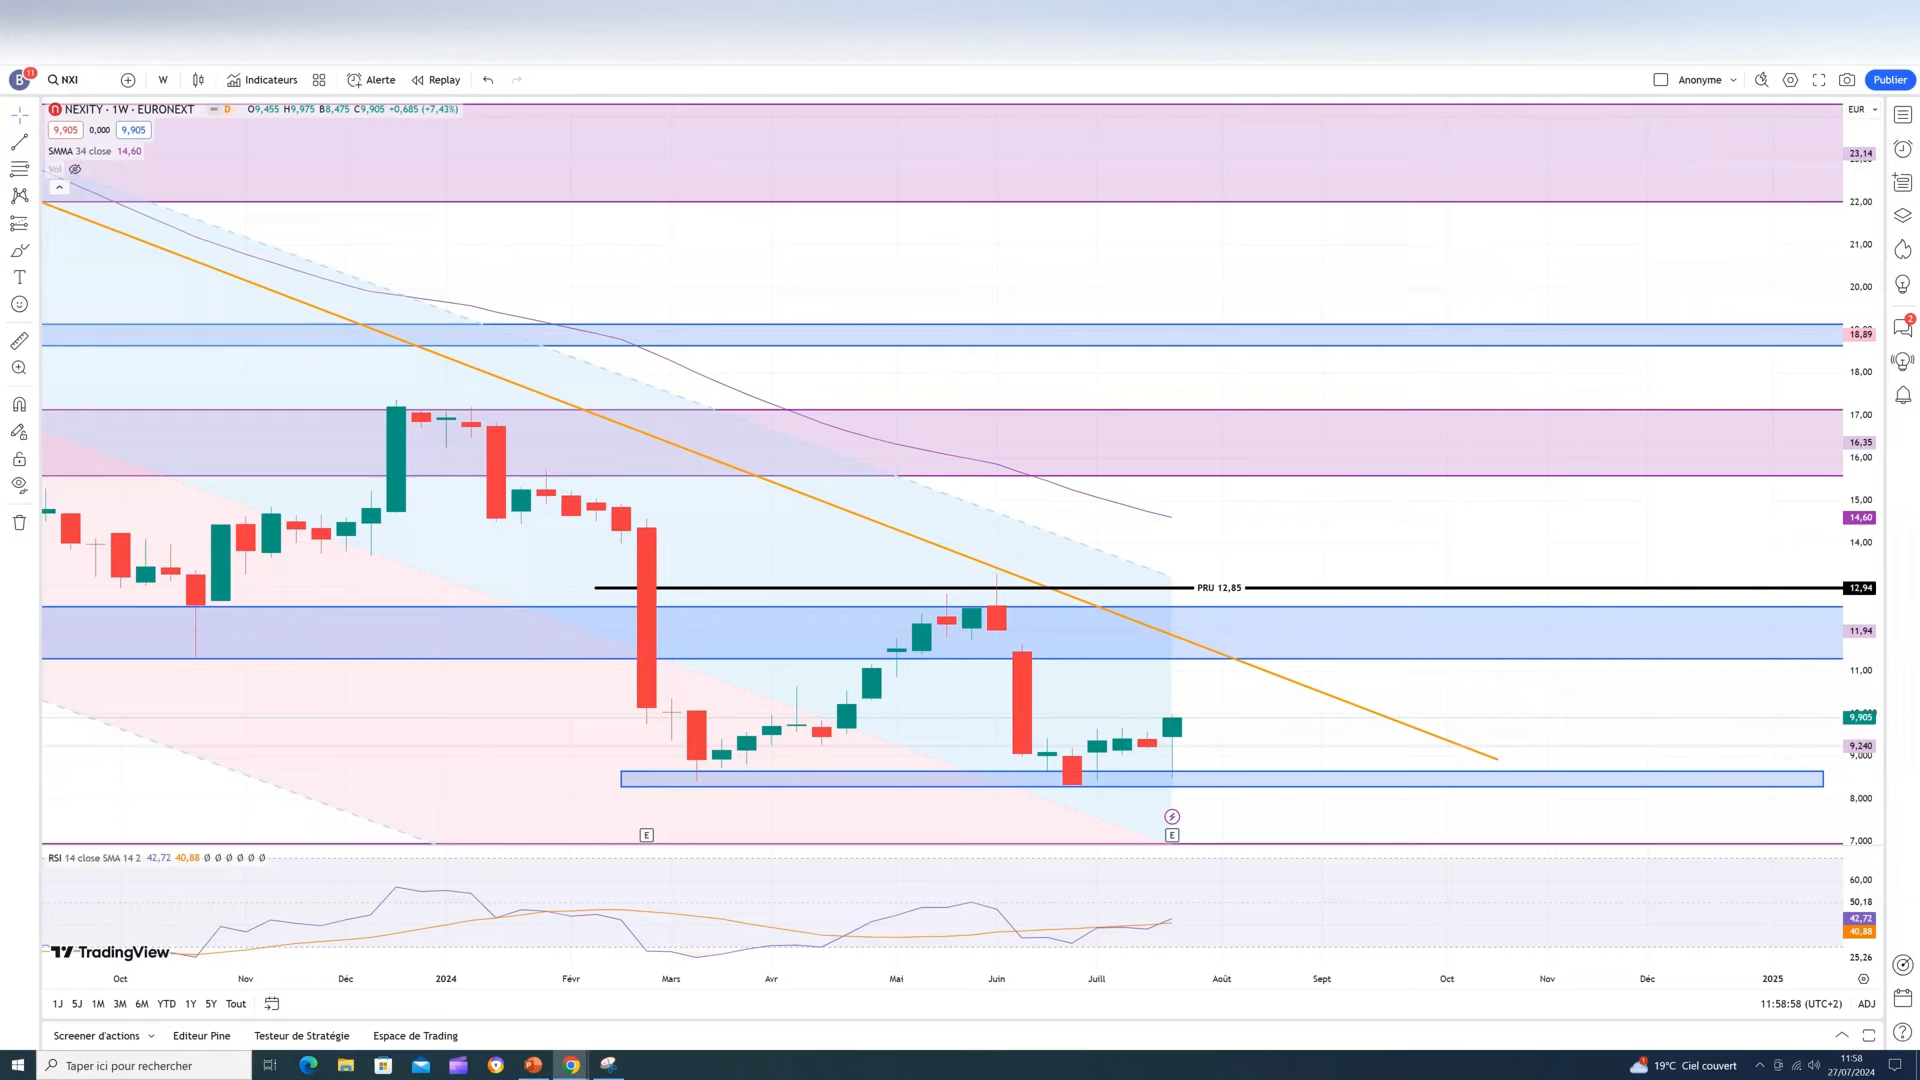 B 11 NXI W Indicateurs Alerte Replay Anonyme Publier
NEXITY · 1W · EURONEXT D O9,455 H9,975 B8,475 C9,905 +0,685 (+7,43%) EUR
9,905 0,000 9,905
SMMA 34 close 14,60
Vol
23,14
22,00
21,00
20,00
18,89
18,00
17,00
16,35
16,00
15,00
14,60
14,00
PRU 12,85
12,94
11,94
11,00
9,905
9,240
9,000
8,000
7,000
E E
RSI 14 close SMA 14 2 42,72 40,88 Ø Ø Ø Ø Ø Ø
60,00
50,18
42,72
40,88
25,26
TradingView
Oct Nov Déc 2024 Févr Mars Avr Mai Juin Juill Août Sept Oct Nov Déc 2025
1J 5J 1M 3M 6M YTD 1Y 5Y Tout 11:58:58 (UTC+2) ADJ
Screener d'actions Editeur Pine Testeur de Stratégie Espace de Trading
Taper ici pour rechercher 19°C Ciel couvert 11:58
27/07/2024
2
1